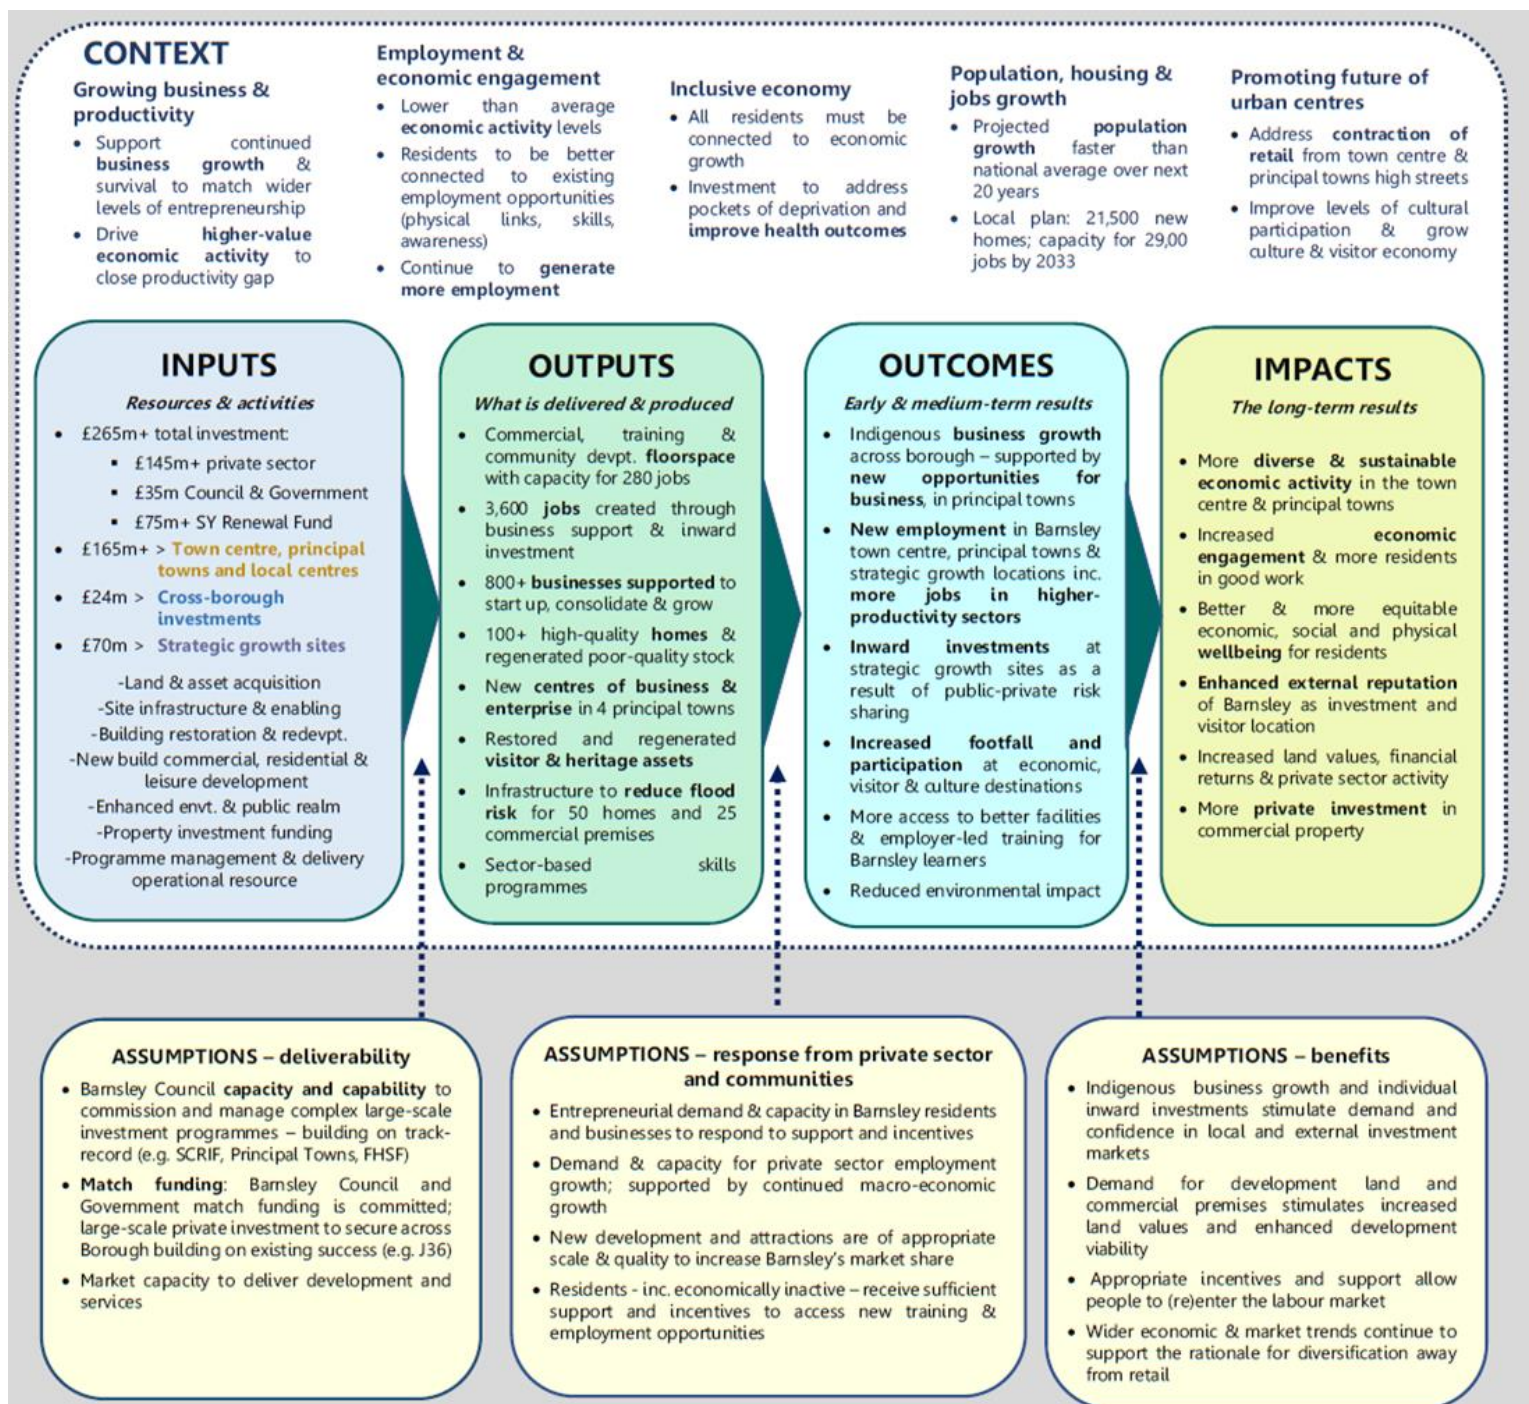 CONTEXT
Growing business &
productivity
• Support continued
business growth &
survival to match wider
levels of entrepreneurship
• Drive higher-value
economic activity to
close productivity gap
Employment &
economic engagement
• Lower than average
economic activity levels
• Residents to be better
connected to existing
employment opportunities
(physical links, skills,
awareness)
• Continue to generate
more employment
Inclusive economy
• All residents must be
connected to economic
growth
• Investment to address
pockets of deprivation and
improve health outcomes
Population, housing &
jobs growth
• Projected population
growth faster than
national average over next
20 years
• Local plan: 21,500 new
homes; capacity for 29,00
jobs by 2033
Promoting future of
urban centres
• Address contraction of
retail from town centre &
principal towns high streets
• Improve levels of cultural
participation & grow
culture & visitor economy
INPUTS
Resources & activities
• £265m+ total investment:
▪ £145m+ private sector
▪ £35m Council & Government
▪ £75m+ SY Renewal Fund
• £165m+ > Town centre, principal
towns and local centres
• £24m > Cross-borough
investments
• £70m > Strategic growth sites
-Land & asset acquisition
-Site infrastructure & enabling
-Building restoration & redevpt.
-New build commercial, residential &
leisure development
-Enhanced envt. & public realm
-Property investment funding
-Programme management & delivery
operational resource
OUTPUTS
What is delivered & produced
• Commercial, training &
community devpt. floorspace
with capacity for 280 jobs
• 3,600 jobs created through
business support & inward
investment
• 800+ businesses supported to
start up, consolidate & grow
• 100+ high-quality homes &
regenerated poor-quality stock
• New centres of business &
enterprise in 4 principal towns
• Restored and regenerated
visitor & heritage assets
• Infrastructure to reduce flood
risk for 50 homes and 25
commercial premises
• Sector-based skills
programmes
OUTCOMES
Early & medium-term results
• Indigenous business growth
across borough – supported by
new opportunities for
business, in principal towns
• New employment in Barnsley
town centre, principal towns &
strategic growth locations inc.
more jobs in higher-
productivity sectors
• Inward investments at
strategic growth sites as a
result of public-private risk
sharing
• Increased footfall and
participation at economic,
visitor & culture destinations
• More access to better facilities
& employer-led training for
Barnsley learners
• Reduced environmental impact
IMPACTS
The long-term results
• More diverse & sustainable
economic activity in the town
centre & principal towns
• Increased economic
engagement & more residents
in good work
• Better & more equitable
economic, social and physical
wellbeing for residents
• Enhanced external reputation
of Barnsley as investment and
visitor location
• Increased land values, financial
returns & private sector activity
• More private investment in
commercial property
ASSUMPTIONS – deliverability
• Barnsley Council capacity and capability to
commission and manage complex large-scale
investment programmes – building on track-
record (e.g. SCRIF, Principal Towns, FHSF)
• Match funding: Barnsley Council and
Government match funding is committed;
large-scale private investment to secure across
Borough building on existing success (e.g. J36)
• Market capacity to deliver development and
services
ASSUMPTIONS – response from private sector
and communities
• Entrepreneurial demand & capacity in Barnsley residents
and businesses to respond to support and incentives
• Demand & capacity for private sector employment
growth; supported by continued macro-economic
growth
• New development and attractions are of appropriate
scale & quality to increase Barnsley's market share
• Residents - inc. economically inactive – receive sufficient
support and incentives to access new training &
employment opportunities
ASSUMPTIONS – benefits
• Indigenous business growth and individual
inward investments stimulate demand and
confidence in local and external investment
markets
• Demand for development land and
commercial premises stimulates increased
land values and enhanced development
viability
• Appropriate incentives and support allow
people to (re)enter the labour market
• Wider economic & market trends continue to
support the rationale for diversification away
from retail